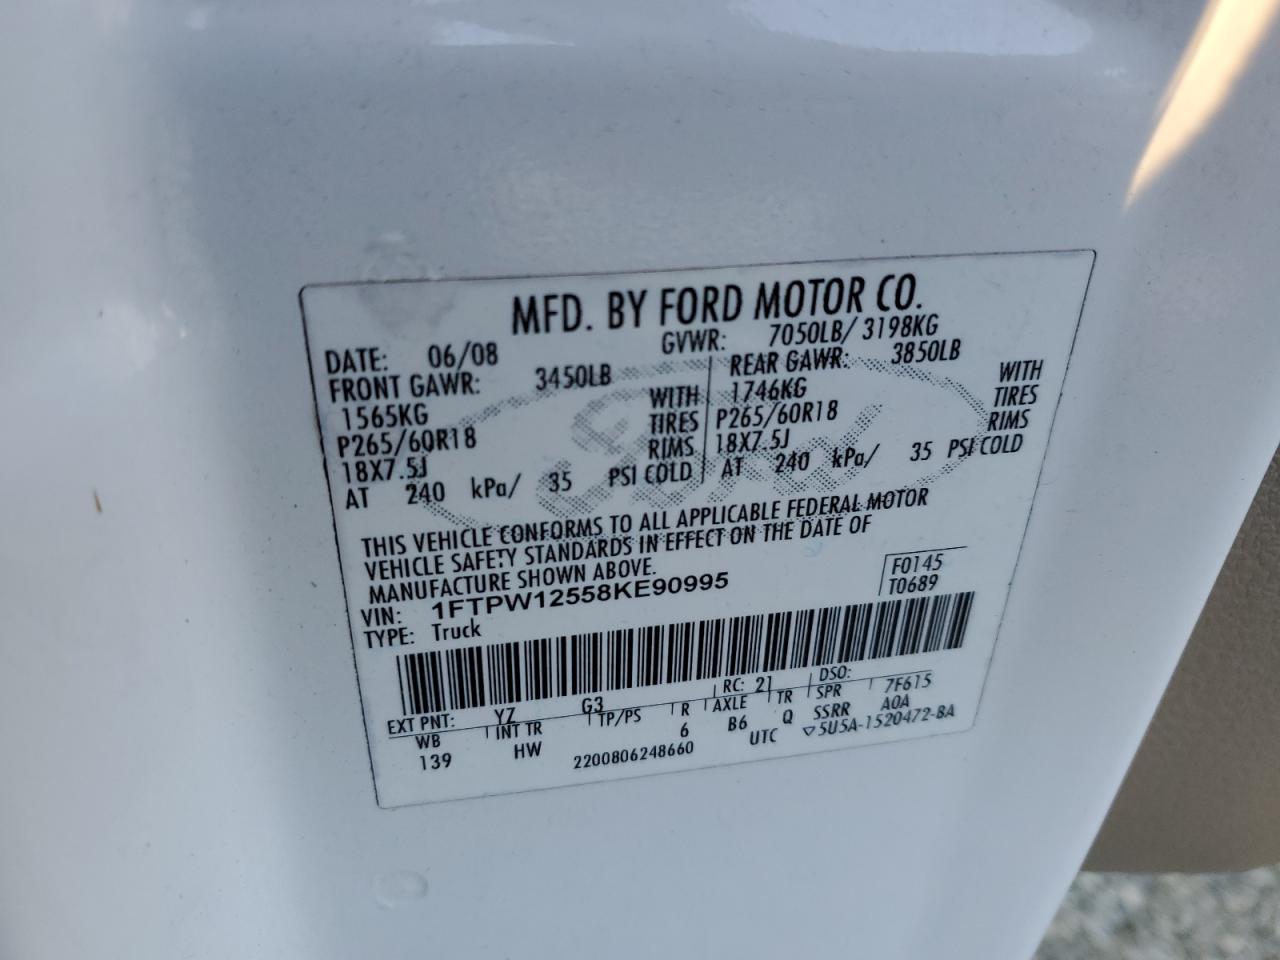 MFD. BY FORD MOTOR CO.
DATE: 06/08 GVWR: 7050LB/ 3198KG
FRONT GAWR: 3450LB REAR GAWR: 3850LB
1565KG WITH 1746KG WITH
P265/60R18 TIRES P265/60R18 TIRES
18X7.5J RIMS 18X7.5J RIMS
AT 240 kPa/ 35 PSI COLD AT 240 kPa/ 35 PSI COLD
Ford
THIS VEHICLE CONFORMS TO ALL APPLICABLE FEDERAL MOTOR
VEHICLE SAFETY STANDARDS IN EFFECT ON THE DATE OF
MANUFACTURE SHOWN ABOVE.
VIN: 1FTPW12558KE90995 F0145
TYPE: Truck T0689
EXT PNT: YZ G3 RC: 21 DSO:
WB INT TR TP/PS R AXLE TR SPR 7F615
139 HW 6 B6 Q SSRR A0A
2200806248660 UTC ▽5U5A-1520472-BA